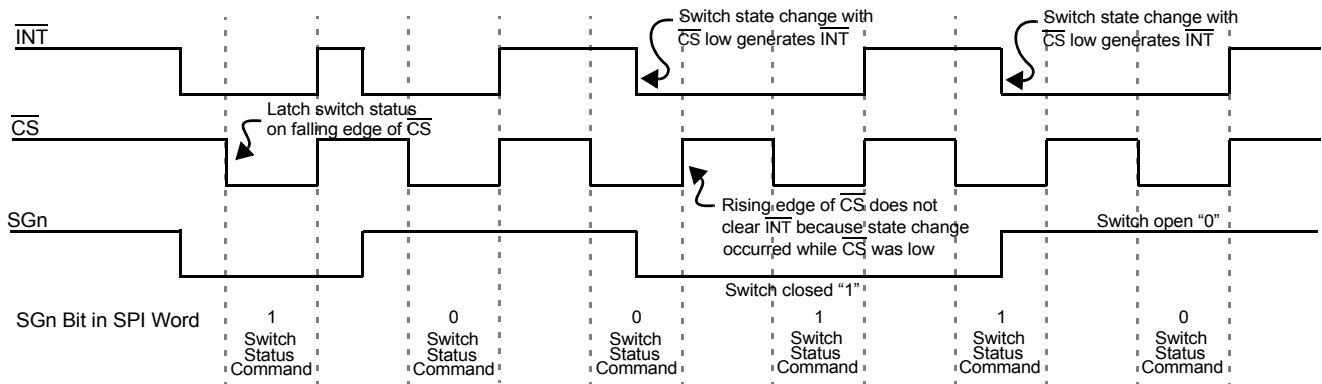 INT
Switch state change with
CS low generates INT
Switch state change with
CS low generates INT
Latch switch status
on falling edge of CS
CS
Rising edge of CS does not
clear INT because state change
occurred while CS was low
SGn
Switch open “0”
Switch closed “1”
SGn Bit in SPI Word
1
Switch
Status
Command
0
Switch
Status
Command
0
Switch
Status
Command
1
Switch
Status
Command
1
Switch
Status
Command
0
Switch
Status
Command